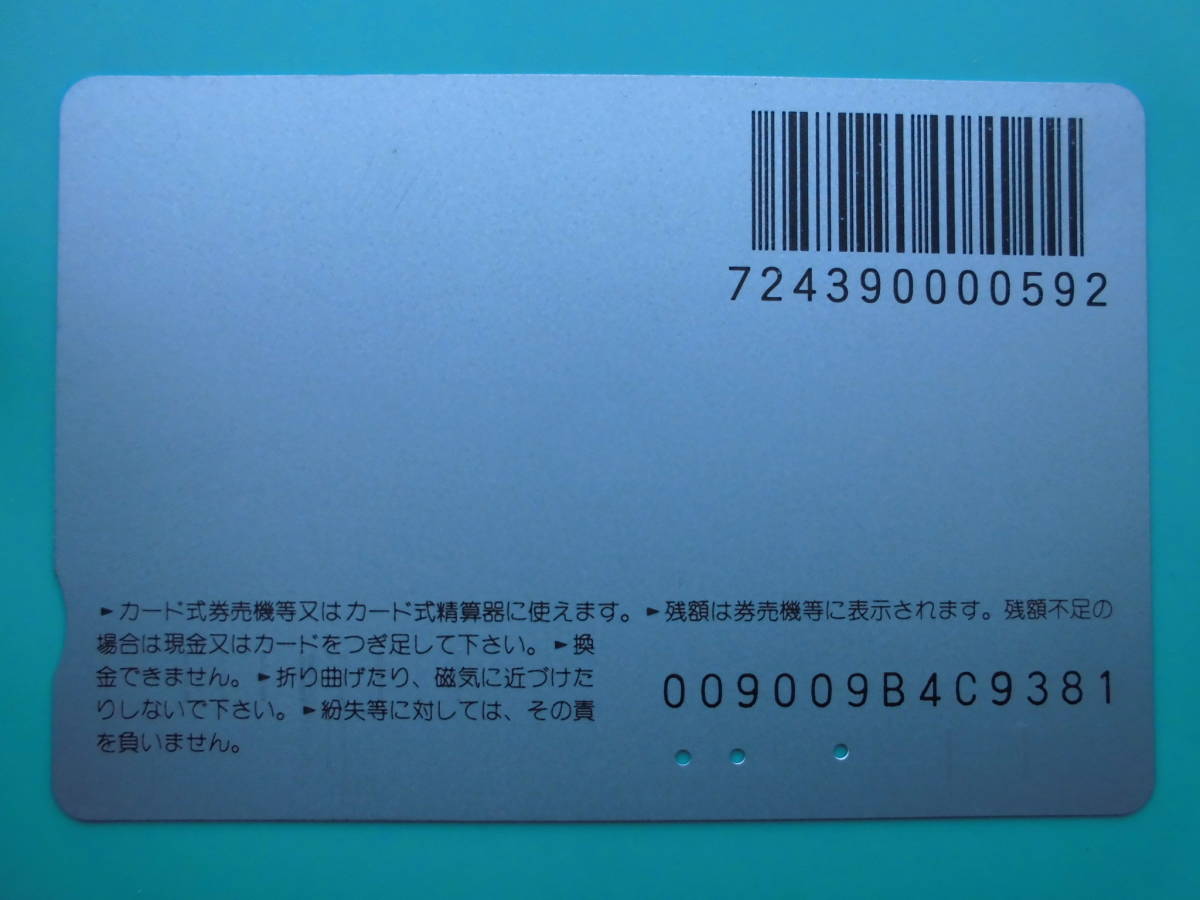 724390000592
▶カード式券売機等又はカード式精算器に使えます。▶残額は券売機等に表示されます。残額不足の
場合は現金又はカードをつぎ足して下さい。▶換
金できません。▶折り曲げたり、磁気に近づけた
りしないで下さい。▶紛失等に対しては、その責
を負いません。
009009B4C9381